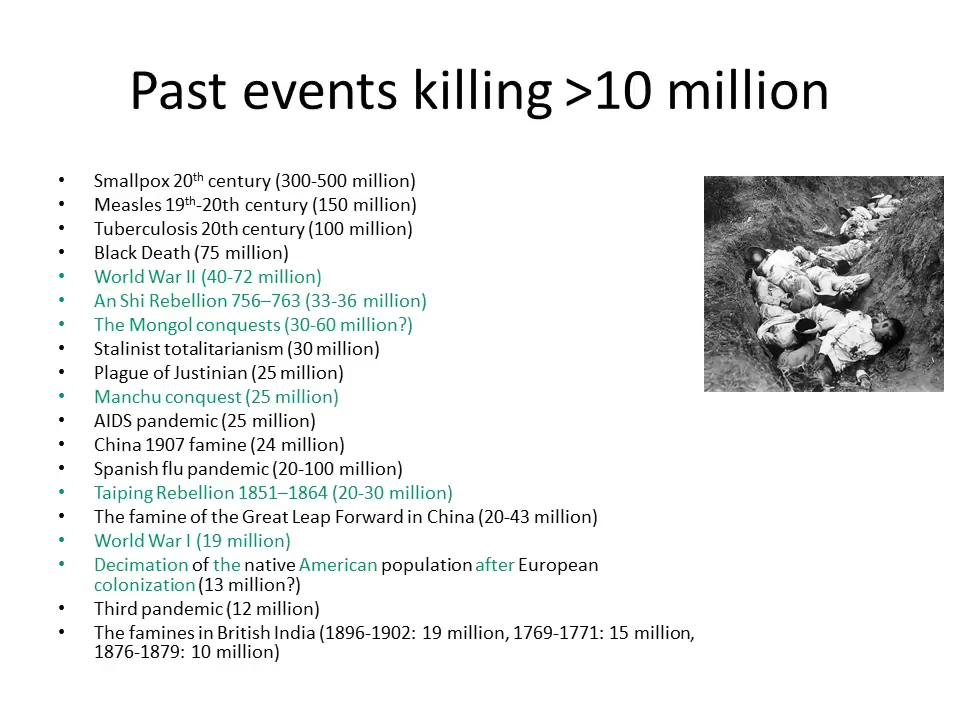 Past events killing >10 million
• Smallpox 20th century (300-500 million)
• Measles 19th-20th century (150 million)
• Tuberculosis 20th century (100 million)
• Black Death (75 million)
• World War II (40-72 million)
• An Shi Rebellion 756–763 (33-36 million)
• The Mongol conquests (30-60 million?)
• Stalinist totalitarianism (30 million)
• Plague of Justinian (25 million)
• Manchu conquest (25 million)
• AIDS pandemic (25 million)
• China 1907 famine (24 million)
• Spanish flu pandemic (20-100 million)
• Taiping Rebellion 1851–1864 (20-30 million)
• The famine of the Great Leap Forward in China (20-43 million)
• World War I (19 million)
• Decimation of the native American population after European
colonization (13 million?)
• Third pandemic (12 million)
• The famines in British India (1896-1902: 19 million, 1769-1771: 15 million,
1876-1879: 10 million)